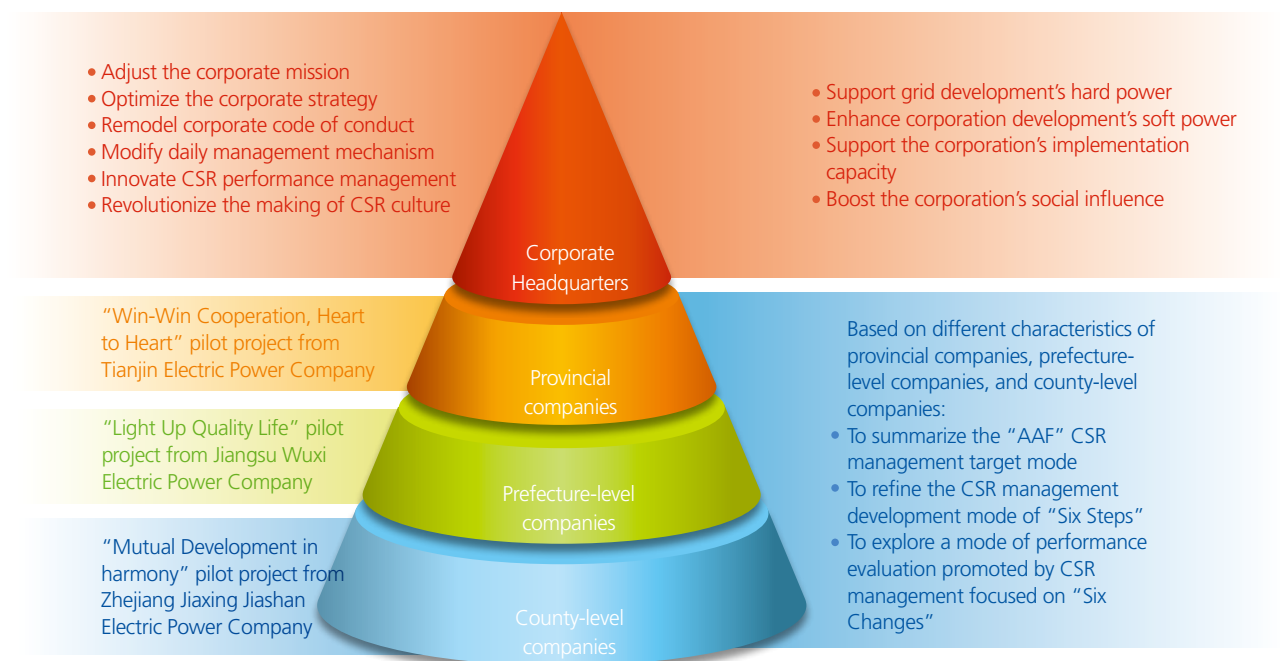 • Adjust the corporate mission
• Optimize the corporate strategy
• Remodel corporate code of conduct
• Modify daily management mechanism
• Innovate CSR performance management
• Revolutionize the making of CSR culture
• Support grid development’s hard power
• Enhance corporation development’s soft power
• Support the corporation’s implementation
capacity
• Boost the corporation’s social influence
Corporate
Headquarters
“Win-Win Cooperation, Heart
to Heart” pilot project from
Tianjin Electric Power Company
Provincial
companies
“Light Up Quality Life” pilot
project from Jiangsu Wuxi
Electric Power Company
Prefecture-level
companies
“Mutual Development in
harmony” pilot project from
Zhejiang Jiaxing Jiashan
Electric Power Company
County-level
companies
Based on different characteristics of
provincial companies, prefecture-
level companies, and county-level
companies:
• To summarize the “AAF” CSR
management target mode
• To refine the CSR management
development mode of “Six Steps”
• To explore a mode of performance
evaluation promoted by CSR
management focused on “Six
Changes”